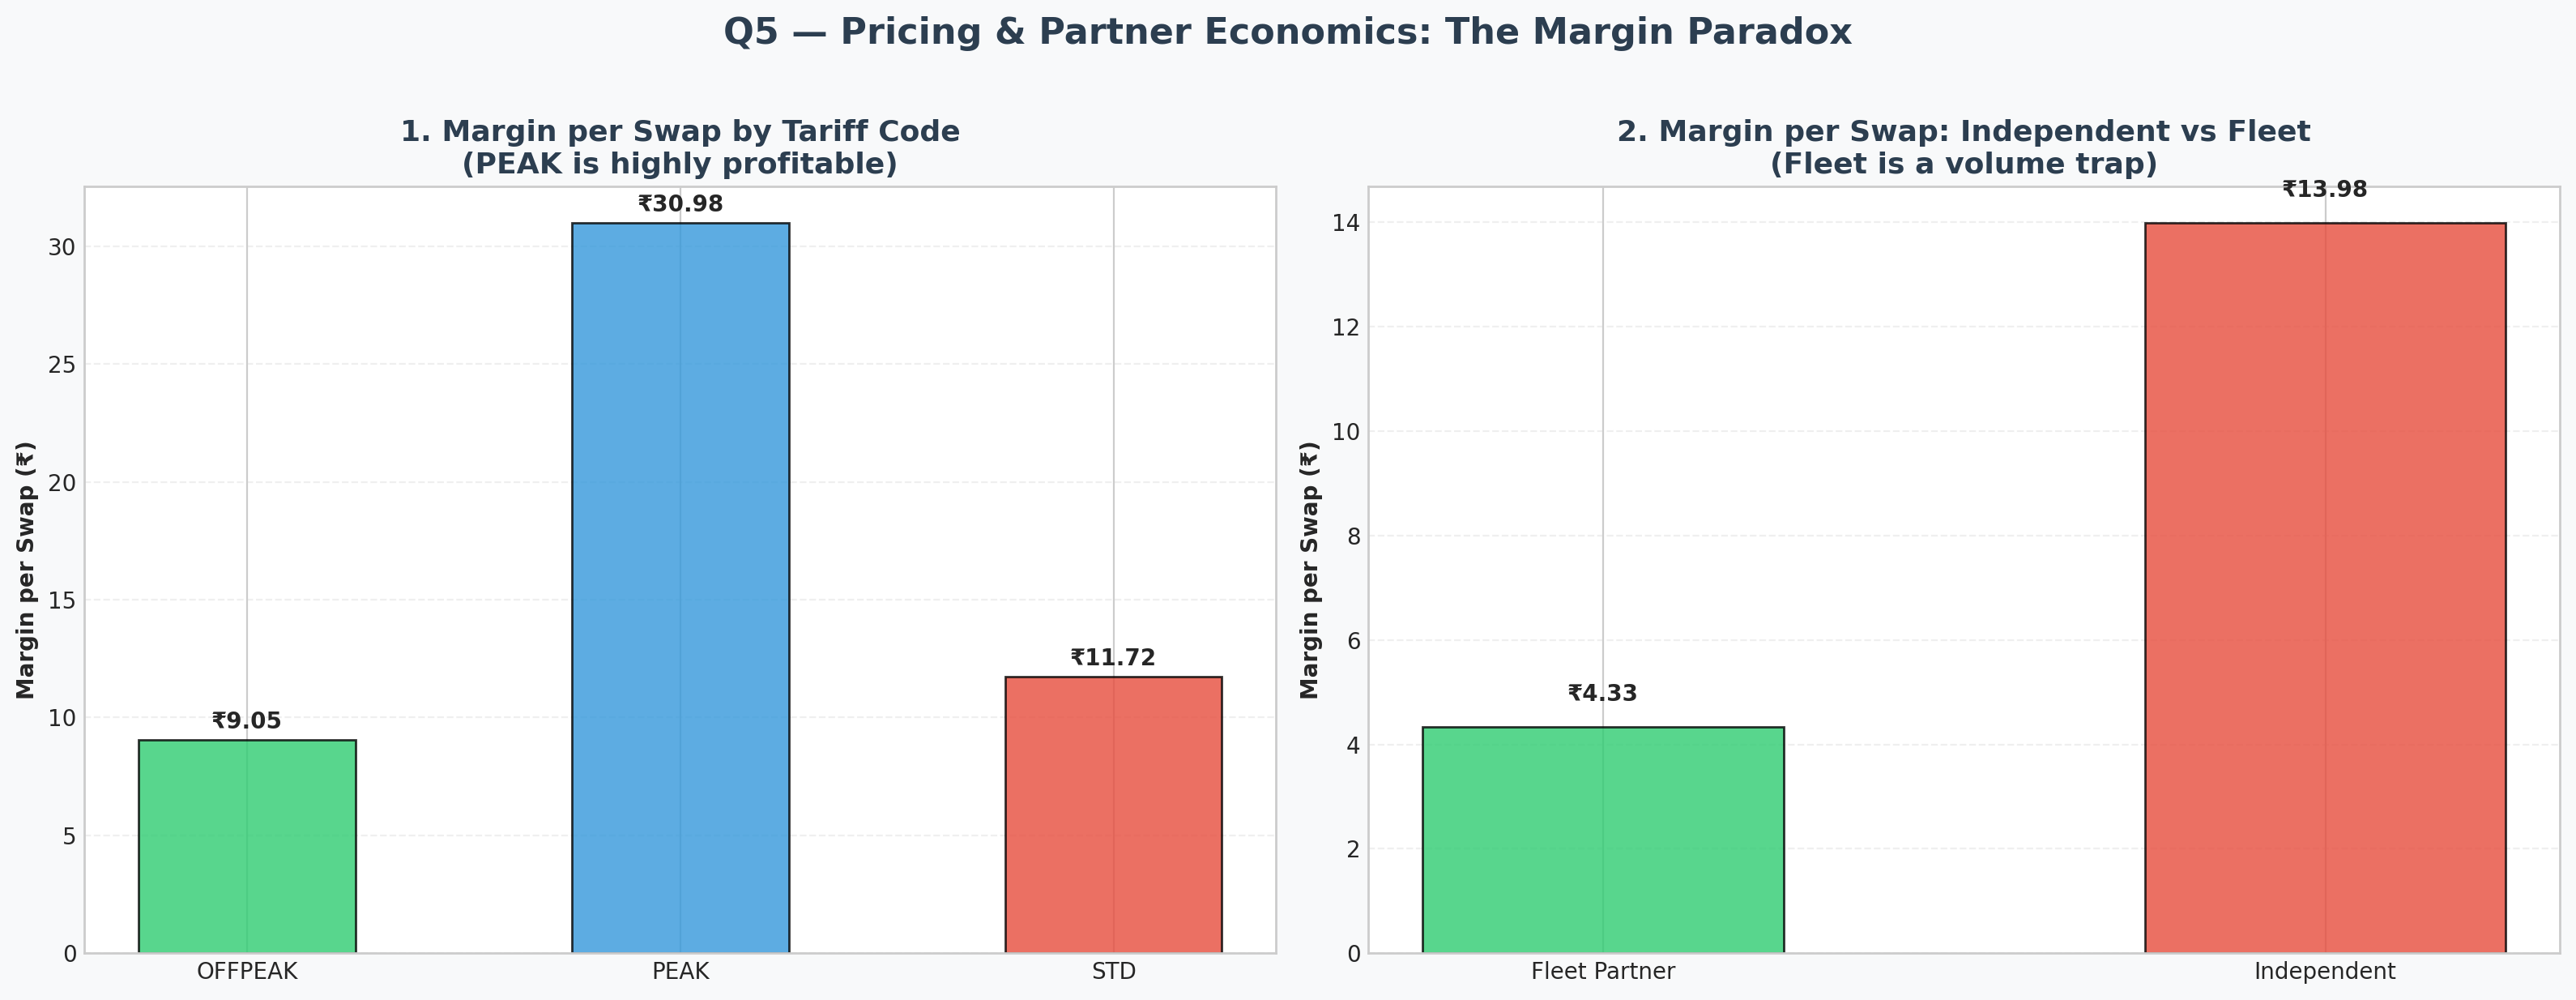 Q5 — Pricing & Partner Economics: The Margin Paradox
1. Margin per Swap by Tariff Code
(PEAK is highly profitable)
Margin per Swap (₹)
30
25
20
15
10
5
0
₹9.05
₹30.98
₹11.72
OFFPEAK
PEAK
STD
2. Margin per Swap: Independent vs Fleet
(Fleet is a volume trap)
Margin per Swap (₹)
14
12
10
8
6
4
2
0
₹4.33
₹13.98
Fleet Partner
Independent